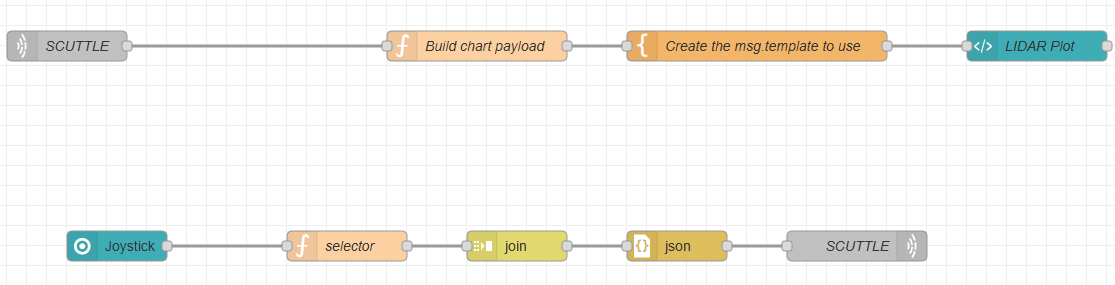 SCUTTLE
Build chart payload
Create the msg.template to use
LIDAR Plot
Joystick
selector
join
json
SCUTTLE